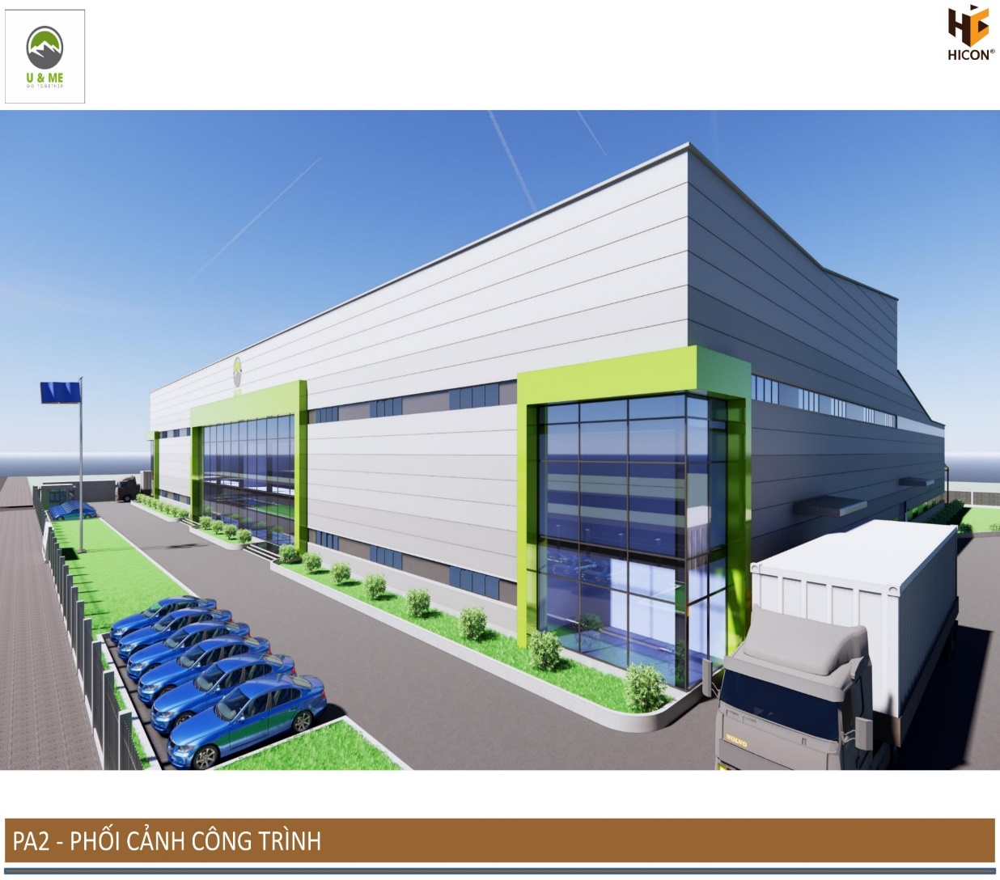 U & ME
GO TOGETHER
HICON®
VOLVO
PA2 - PHỐI CẢNH CÔNG TRÌNH